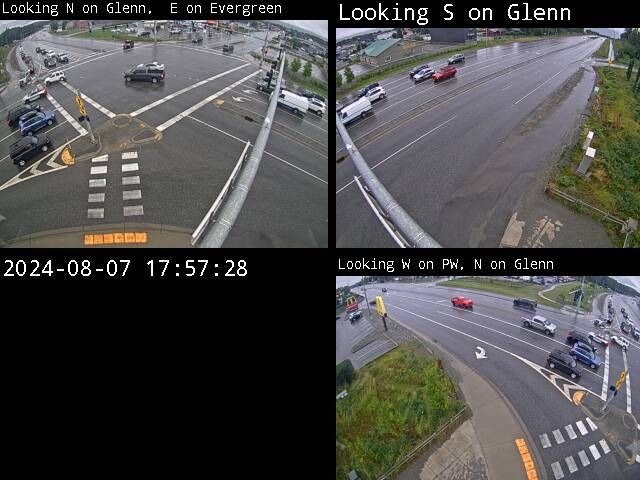 Looking N on Glenn, E on Evergreen
Looking S on Glenn
2024-08-07 17:57:28
Looking W on PW, N on Glenn